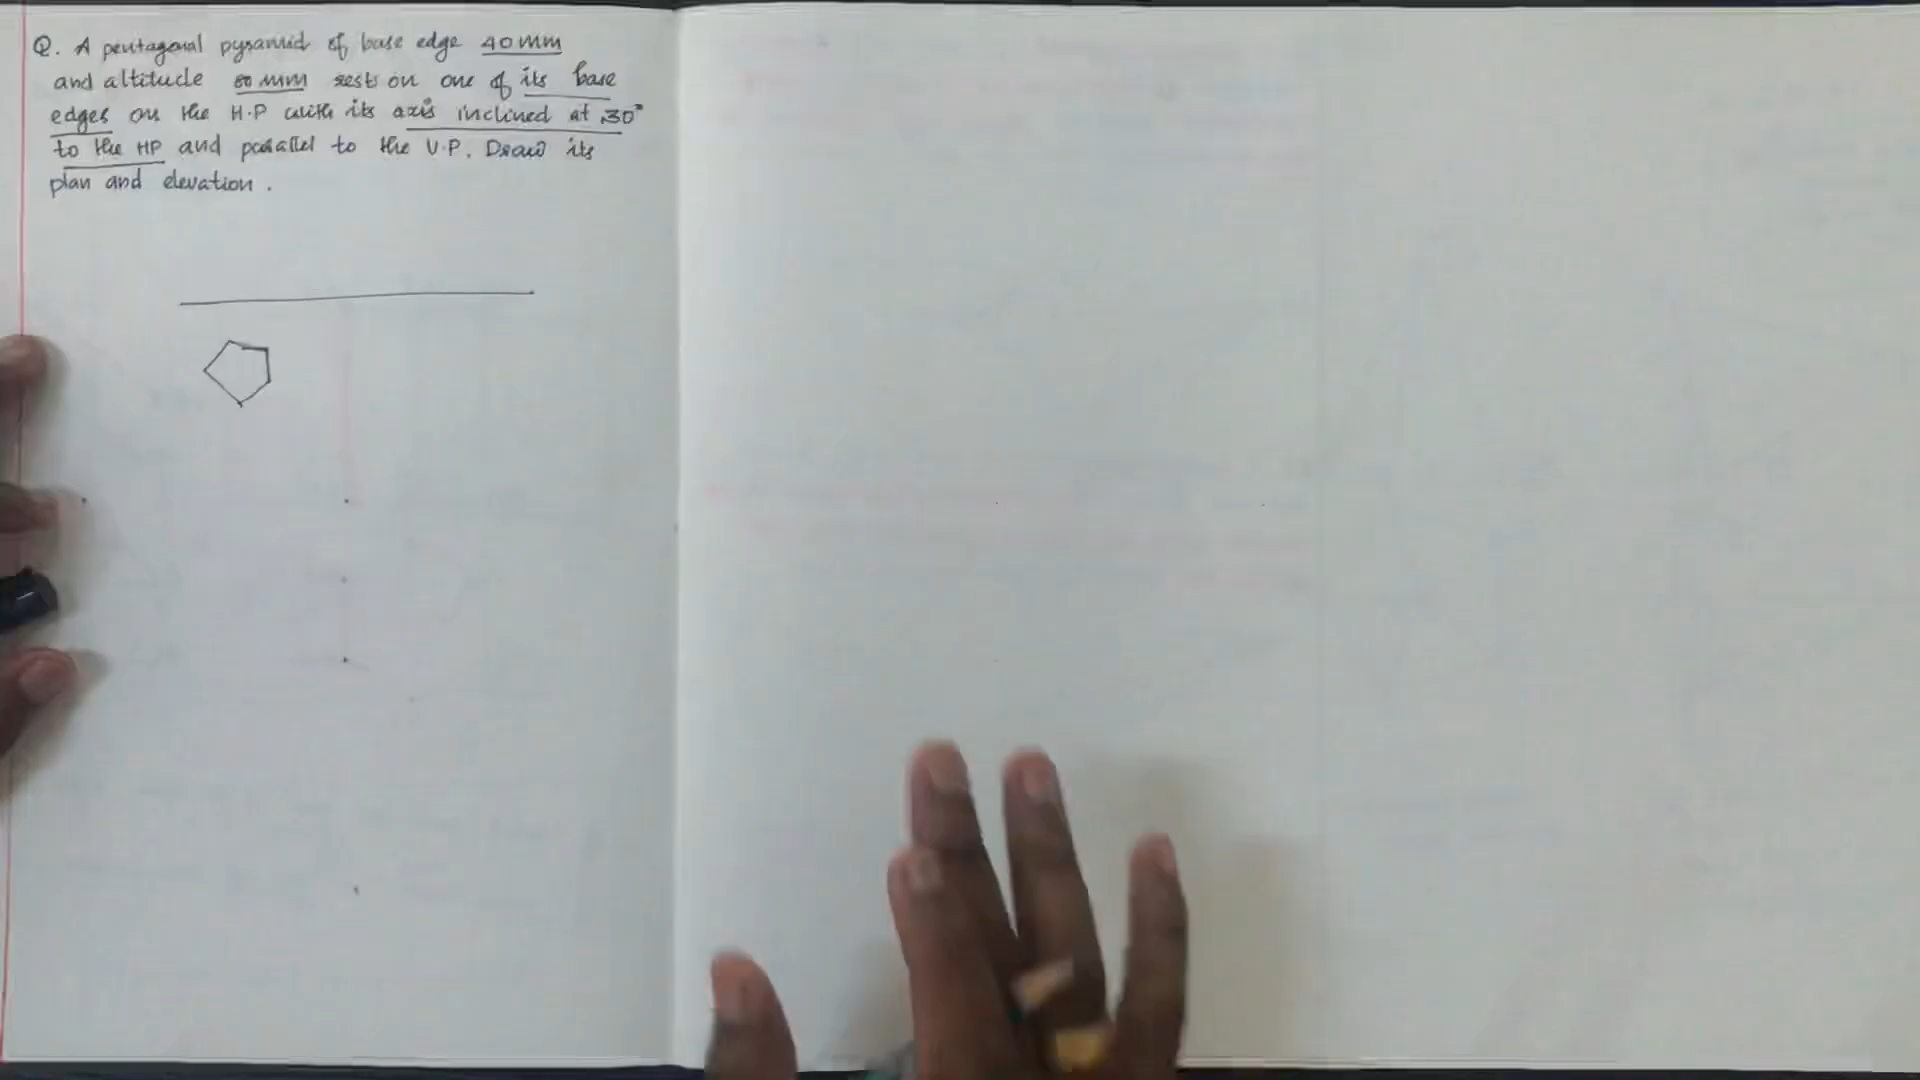 Q. A pentagonal pyramid of base edge 40mm
and altitude 80 mm rests on one of its base
edges on the H.P with its axis inclined at 30°
to the HP and parallel to the V.P. Draw its
plan and elevation.